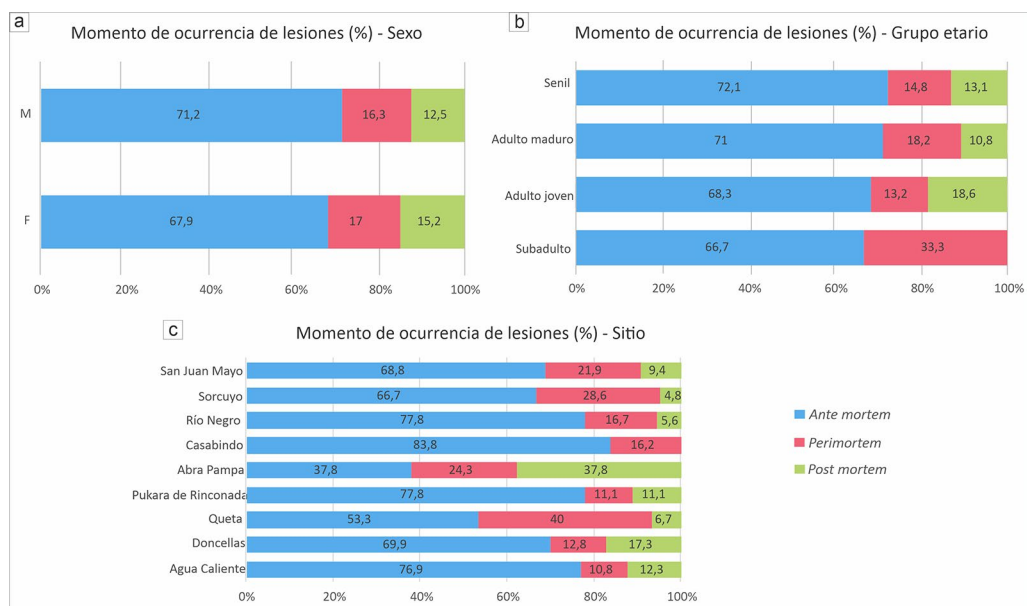 a
Momento de ocurrencia de lesiones (%) - Sexo
M
71,2 16,3 12,5
F
67,9 17 15,2
0% 20% 40% 60% 80% 100%
b
Momento de ocurrencia de lesiones (%) - Grupo etario
Senil
72,1 14,8 13,1
Adulto maduro
71 18,2 10,8
Adulto joven
68,3 13,2 18,6
Subadulto
66,7 33,3
0% 20% 40% 60% 80% 100%
c
Momento de ocurrencia de lesiones (%) - Sitio
San Juan Mayo 68,8 21,9 9,4
Sorcuyo 66,7 28,6 4,8
Río Negro 77,8 16,7 5,6
Casabindo 83,8 16,2
Abra Pampa 37,8 24,3 37,8
Pukara de Rinconada 77,8 11,1 11,1
Queta 53,3 40 6,7
Doncellas 69,9 12,8 17,3
Agua Caliente 76,9 10,8 12,3
0% 20% 40% 60% 80% 100%
Ante mortem
Perimortem
Post mortem